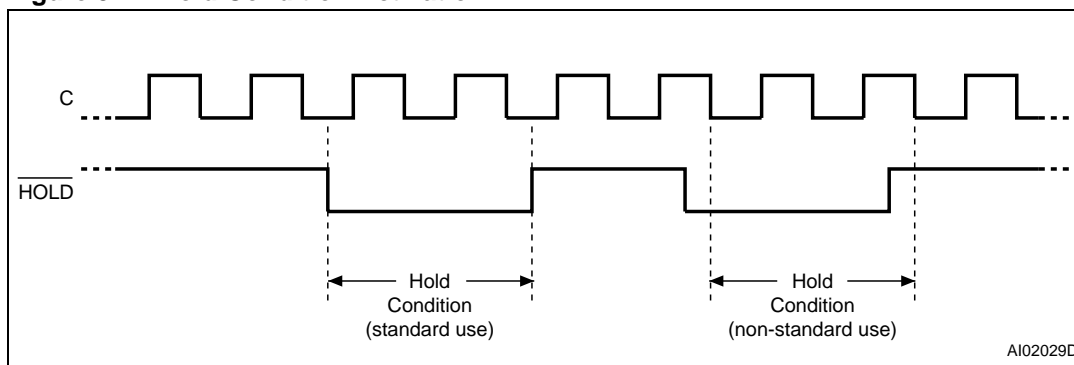 C
HOLD
Hold
Condition
(standard use)
Hold
Condition
(non-standard use)
AI02029D